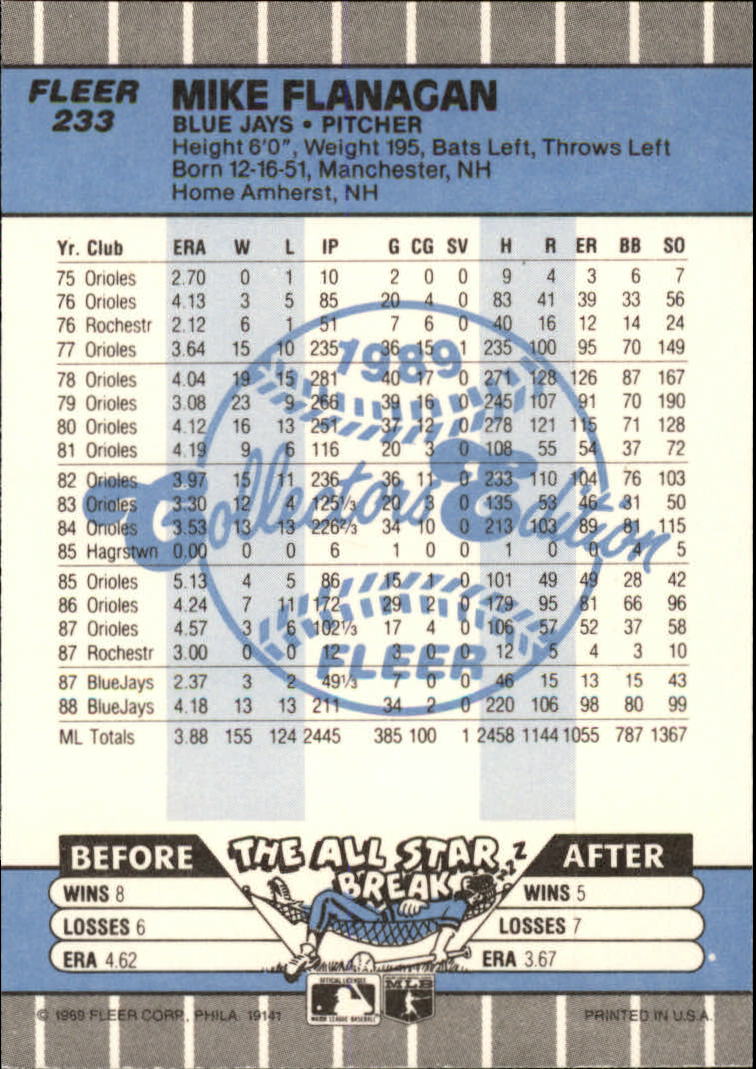 FLEER
233
MIKE FLANAGAN
BLUE JAYS • PITCHER
Height 6'0", Weight 195, Bats Left, Throws Left
Born 12-16-51, Manchester, NH
Home Amherst, NH
Yr. Club ERA W L IP G CG SV H R ER BB SO
75 Orioles 2.70 0 1 10 2 0 0 9 4 3 6 7
76 Orioles 4.13 3 5 85 20 4 0 83 41 39 33 56
76 Rochestr 2.12 6 1 51 7 6 0 40 16 12 14 24
77 Orioles 3.64 15 10 235 36 15 1 235 100 95 70 149
78 Orioles 4.04 19 15 281 40 17 0 271 128 126 87 167
79 Orioles 3.08 23 9 266 39 16 0 245 107 91 70 190
80 Orioles 4.12 16 13 251 37 12 0 278 121 115 71 128
81 Orioles 4.19 9 6 116 20 3 0 108 55 54 37 72
82 Orioles 3.97 15 11 236 36 11 0 233 110 104 76 103
83 Orioles 3.30 12 4 125⅓ 20 3 0 135 53 46 31 50
84 Orioles 3.53 13 13 226⅔ 34 10 0 213 103 89 81 115
85 Hagrstwn 0.00 0 0 6 1 0 0 1 0 0 4 5
85 Orioles 5.13 4 5 86 15 1 0 101 49 49 28 42
86 Orioles 4.24 7 11 172 29 2 0 179 95 81 66 96
87 Orioles 4.57 3 6 102⅓ 17 4 0 106 57 52 37 58
87 Rochestr 3.00 0 0 12 3 0 0 12 5 4 3 10
87 BlueJays 2.37 3 2 49⅓ 7 0 0 46 15 13 15 43
88 BlueJays 4.18 13 13 211 34 2 0 220 106 98 80 99
ML Totals 3.88 155 124 2445 385 100 1 2458 1144 1055 787 1367
1989
Collectors' Edition
FLEER
BEFORE THE ALL STAR BREAK AFTER
ZZZ
WINS 8 WINS 5
LOSSES 6 LOSSES 7
ERA 4.62 ERA 3.67
OFFICIAL LICENSEE
MAJOR LEAGUE BASEBALL
MLB
© 1989 FLEER CORP., PHILA. 19141 PRINTED IN U.S.A.